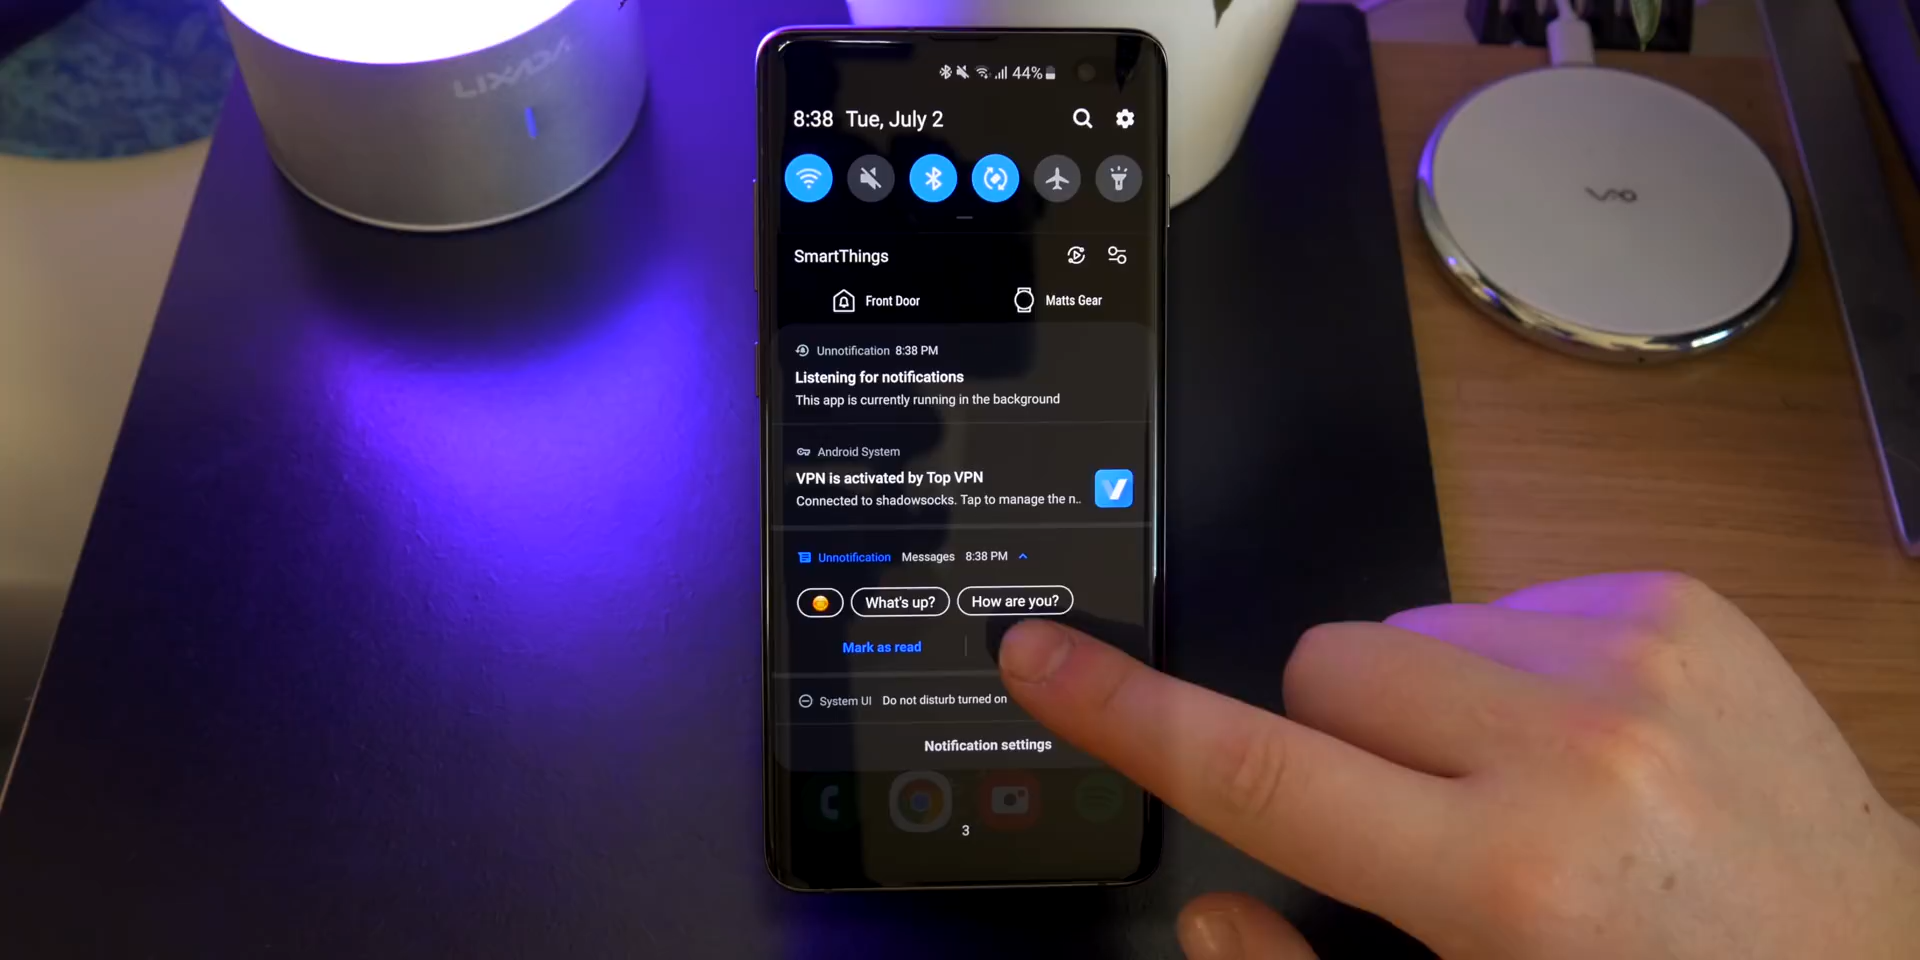 LIXADA
44%
8:38 Tue, July 2
SmartThings
Front Door
Matts Gear
Unnotification 8:38 PM
Listening for notifications
This app is currently running in the background
Android System
VPN is activated by Top VPN
Connected to shadowsocks. Tap to manage the n..
Unnotification Messages 8:38 PM
What's up?
How are you?
Mark as read
System UI Do not disturb turned on
Notification settings
3